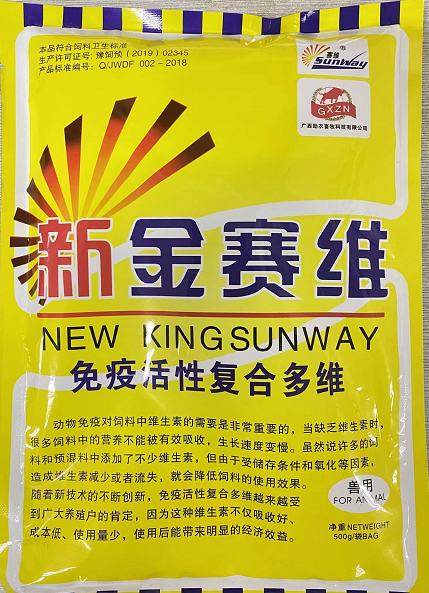 本品符合饲料卫生标准
生产许可证号: 豫饲预（2019）02345
产品标准编号: Q/JWDF 002－2018
赛维
SunWay
®
GXZN
广西助农畜牧科技有限公司
新金赛维
NEW KINGSUNWAY
免疫活性复合多维
动物免疫对饲料中维生素的需要是非常重要的，当缺乏维生素时，
很多饲料中的营养不能被有效吸收，生长速度变慢。虽然说许多的饲
料和预混料中添加了不少维生素，但由于受储存条件和氧化等因素，
造成维生素减少或者流失，就会降低饲料的使用效果。
随着新技术的不断创新，免疫活性复合多维越来越受
到广大养殖户的肯定，因为这种维生素不仅吸收好、
成本低、使用量少，使用后能带来明显的经济效益。
兽用
FOR ANIMAL
净重 NETWEIGHT
500g/袋BAG